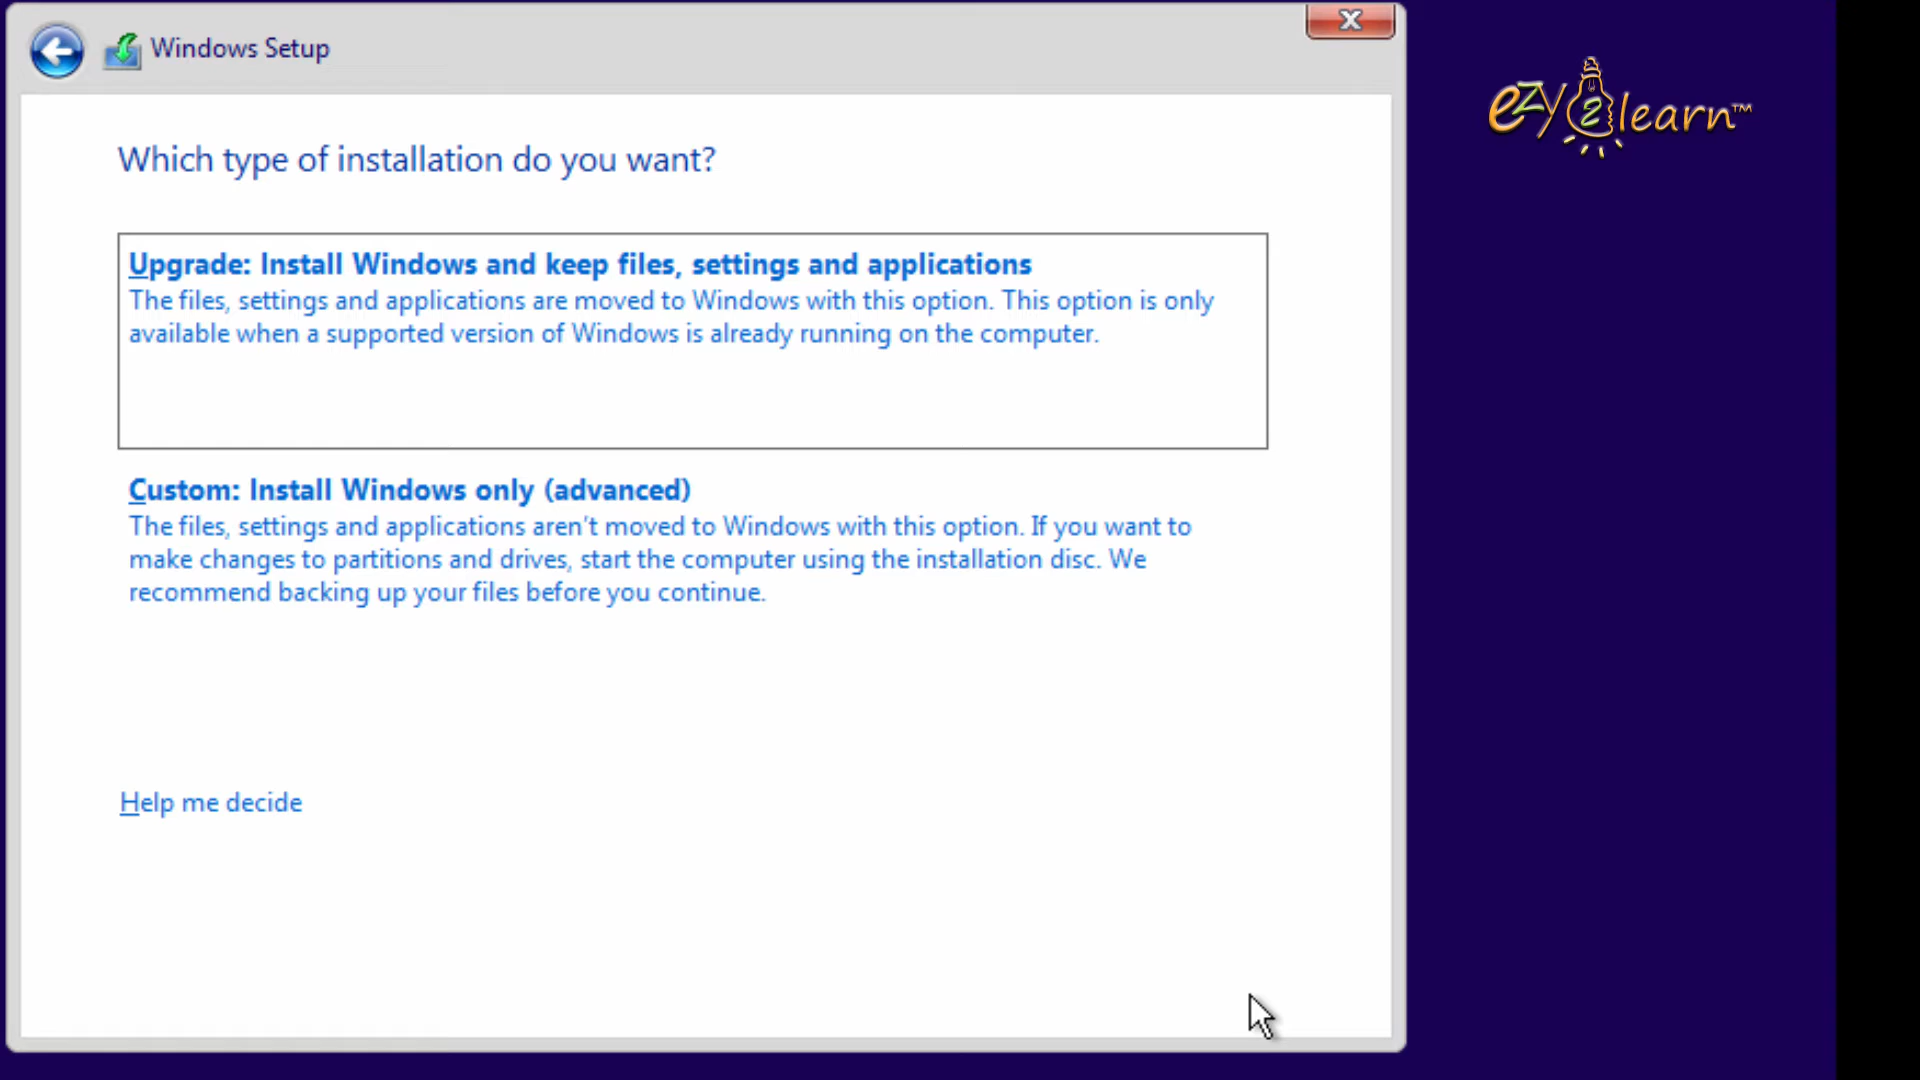 Windows Setup
X
ezy2learn™
Which type of installation do you want?
Upgrade: Install Windows and keep files, settings and applications
The files, settings and applications are moved to Windows with this option. This option is only
available when a supported version of Windows is already running on the computer.
Custom: Install Windows only (advanced)
The files, settings and applications aren't moved to Windows with this option. If you want to
make changes to partitions and drives, start the computer using the installation disc. We
recommend backing up your files before you continue.
Help me decide